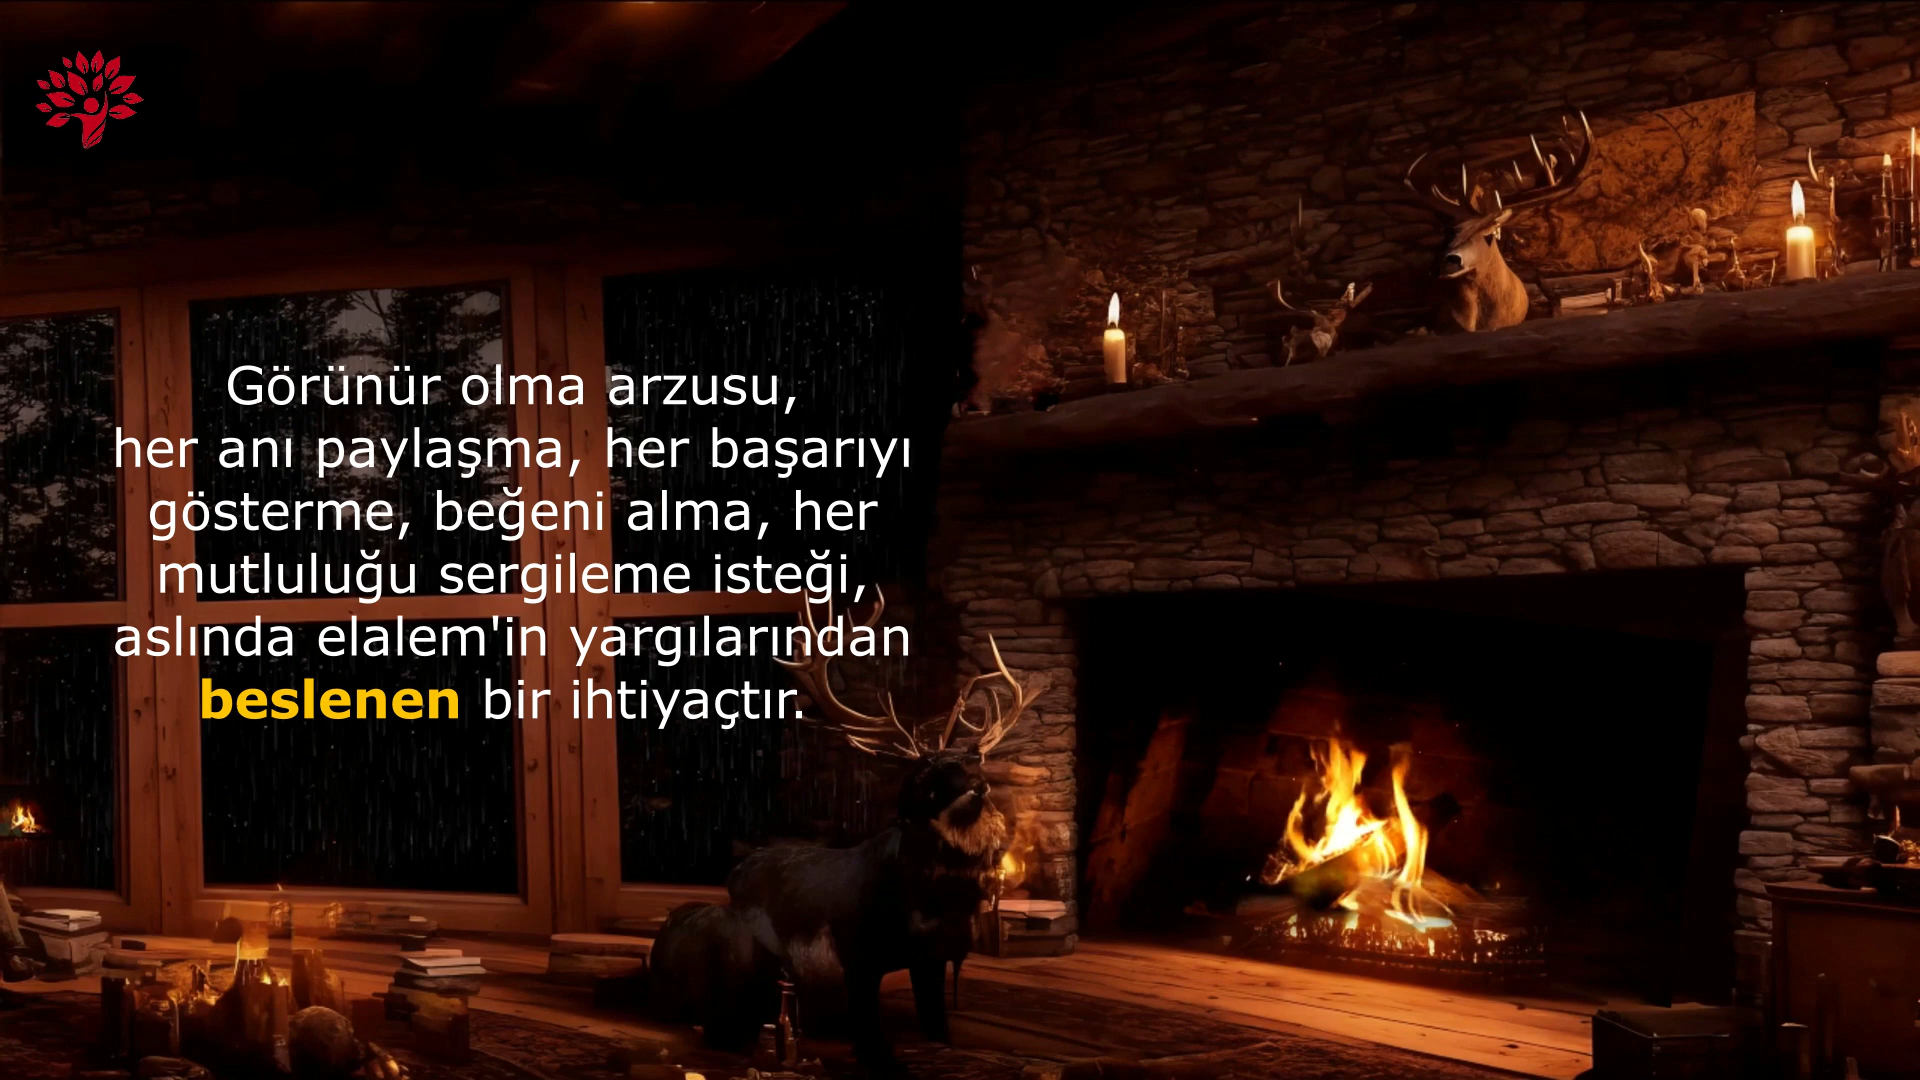 Görünür olma arzusu,
her anı paylaşma, her başarıyı
gösterme, beğeni alma, her
mutluluğu sergileme isteği,
aslında elalem'in yargılarından
beslenen bir ihtiyaçtır.